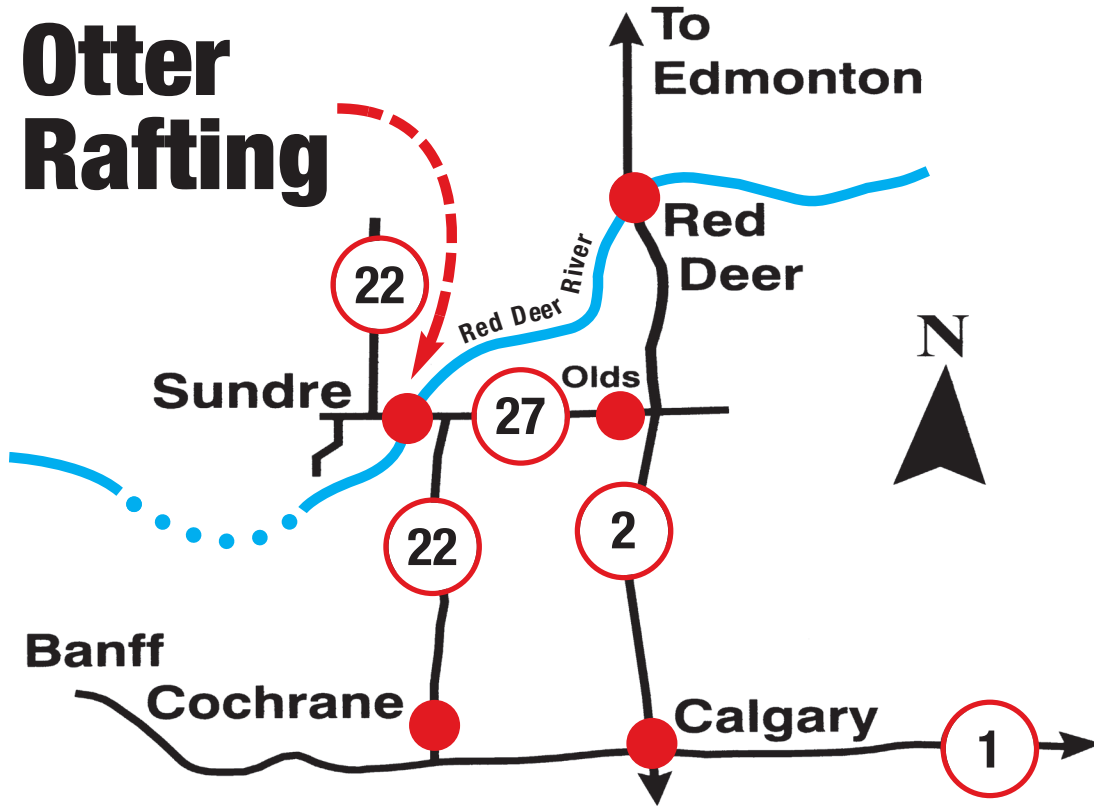 Otter
Rafting
To
Edmonton
Red
Deer
22
Red Deer River
N
Sundre
Olds
27
22
2
Banff
Cochrane
Calgary
1